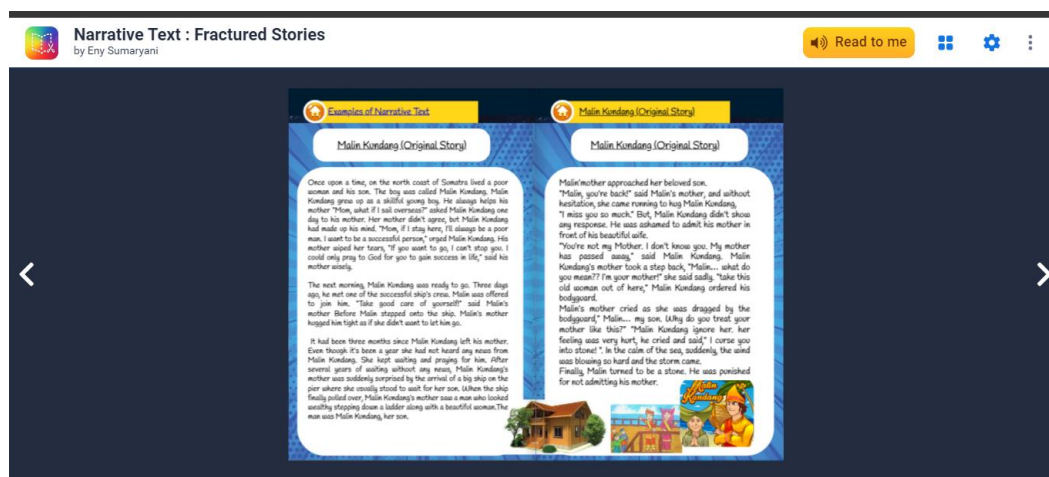 Narrative Text : Fractured Stories
by Eny Sumaryani
Read to me
Examples of Narrative Text
Malin Kundang (Original Story)
Once upon a time, on the north coast of Sumatra lived a poor
woman and his son. The boy was called Malin Kundang. Malin
Kundang grew up as a skillful young boy. He always helps his
mother "Mom, what if I sail overseas?" asked Malin Kundang one
day to his mother. Her mother didn't agree, but Malin Kundang
had made up his mind. "Mom, if I stay here, I'll always be a poor
man. I want to be a successful person," urged Malin Kundang. His
mother wiped her tears, "If you want to go, I can't stop you. I
could only pray to God for you to gain success in life," said his
mother wisely.
The next morning, Malin Kundang was ready to go. Three days
ago, he met one of the successful ship's crew. Malin was offered
to join him. "Take good care of yourself!" said Malin's
mother Before Malin stepped onto the ship. Malin's mother
hugged him tight as if she didn't want to let him go.
It had been three months since Malin Kundang left his mother.
Even though it's been a year she had not heard any news from
Malin Kundang. She kept waiting and praying for him. After
several years of waiting without any news, Malin Kundang's
mother was suddenly surprised by the arrival of a big ship on the
pier where she usually stood to wait for her son. When the ship
finally pulled over, Malin Kundang's mother saw a man who looked
wealthy stepping down a ladder along with a beautiful woman.The
man was Malin Kundang, her son.
Malin Kundang (Original Story)
Malin Kundang (Original Story)
Malin'mother approached her beloved son.
"Malin, you're back!" said Malin's mother, and without
hesitation, she came running to hug Malin Kundang,
"I miss you so much." But, Malin Kundang didn't show
any response. He was ashamed to admit his mother in
front of his beautiful wife.
"You're not my Mother. I don't know you. My mother
has passed away," said Malin Kundang. Malin
Kundang's mother took a step back, "Malin... what do
you mean?? I'm your mother!" she said sadly. "take this
old woman out of here," Malin Kundang ordered his
bodyguard.
Malin's mother cried as she was dragged by the
bodyguard," Malin... my son. Why do you treat your
mother like this?" "Malin Kundang ignore her. her
feeling was very hurt, he cried and said," I curse you
into stone! ". In the calm of the sea, suddenly, the wind
was blowing so hard and the storm came.
Finally, Malin turned to be a stone. He was punished
for not admitting his mother.
Malin
Kundang